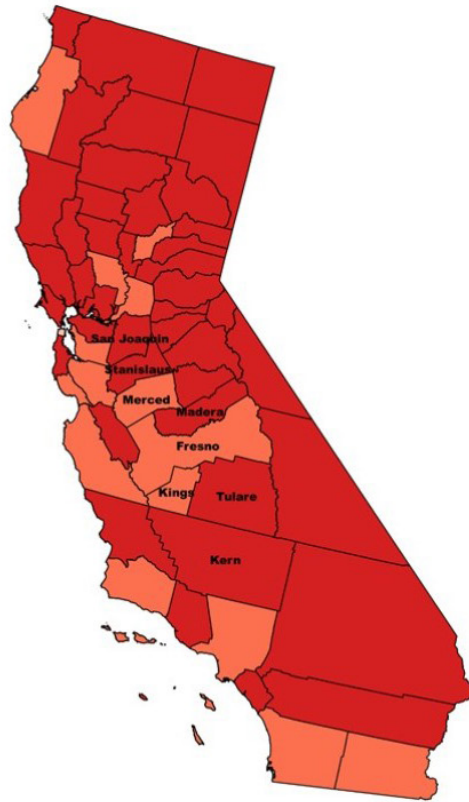 San Joaquin
Stanislaus
Merced
Madera
Fresno
Kings
Tulare
Kern